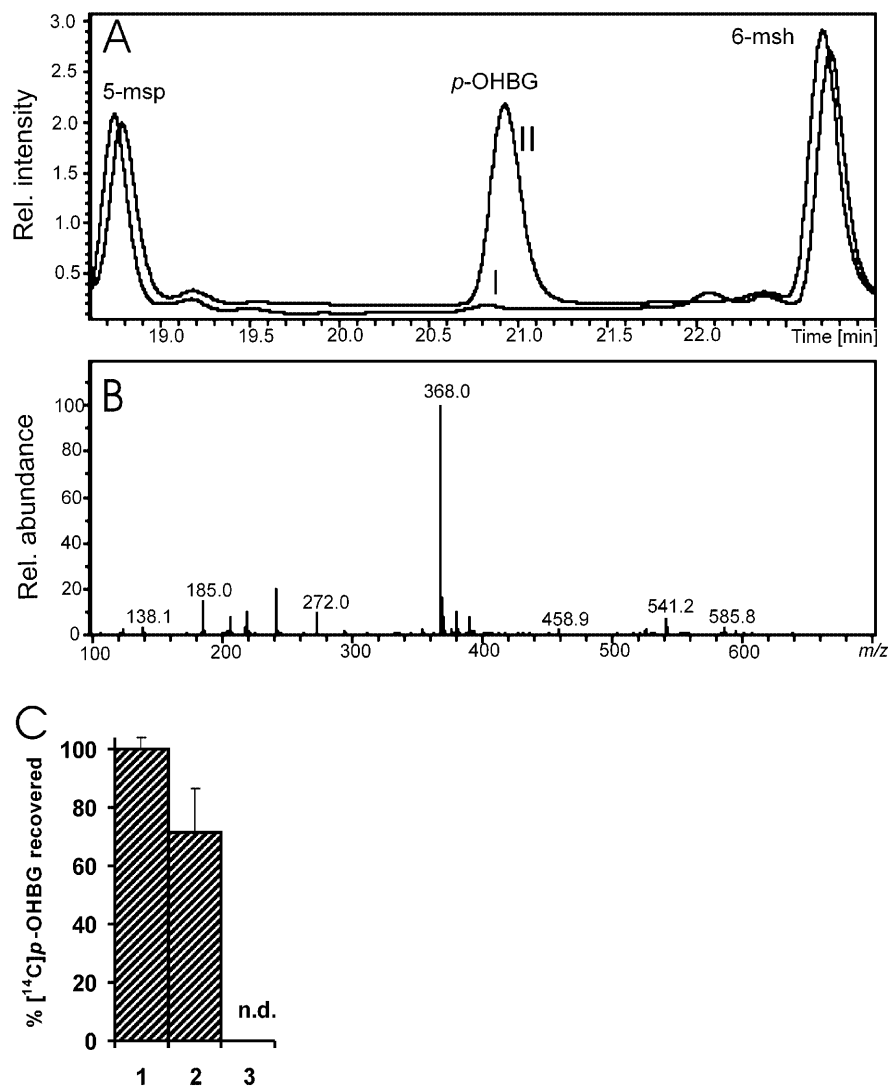 A
3.0
2.5
2.0
1.5
1.0
0.5
Rel. intensity
5-msp
p-OHBG
6-msh
II
I
19.0 19.5 20.0 20.5 21.0 21.5 22.0 Time [min]
B
100
80
60
40
20
0
Rel. abundance
368.0
138.1
185.0
272.0
458.9
541.2
585.8
100 200 300 400 500 600 m/z
C
% [14C]p-OHBG recovered
100
80
60
40
20
0
n.d.
1 2 3